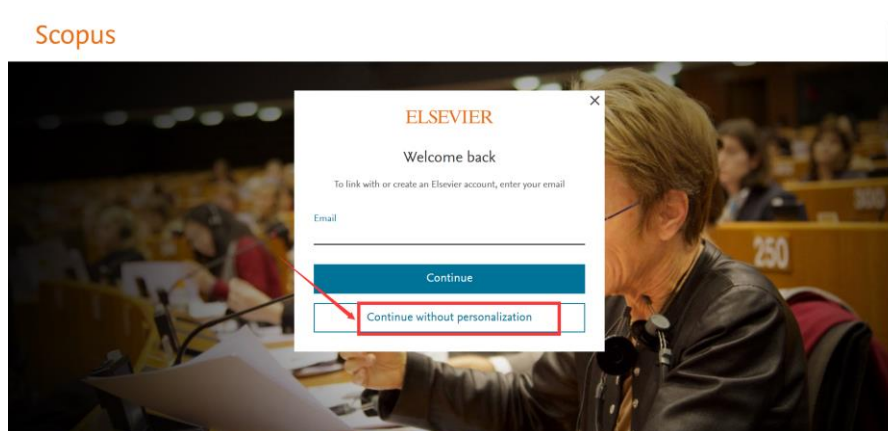 Scopus
×
ELSEVIER
Welcome back
To link with or create an Elsevier account, enter your email
Email
Continue
Continue without personalization
250